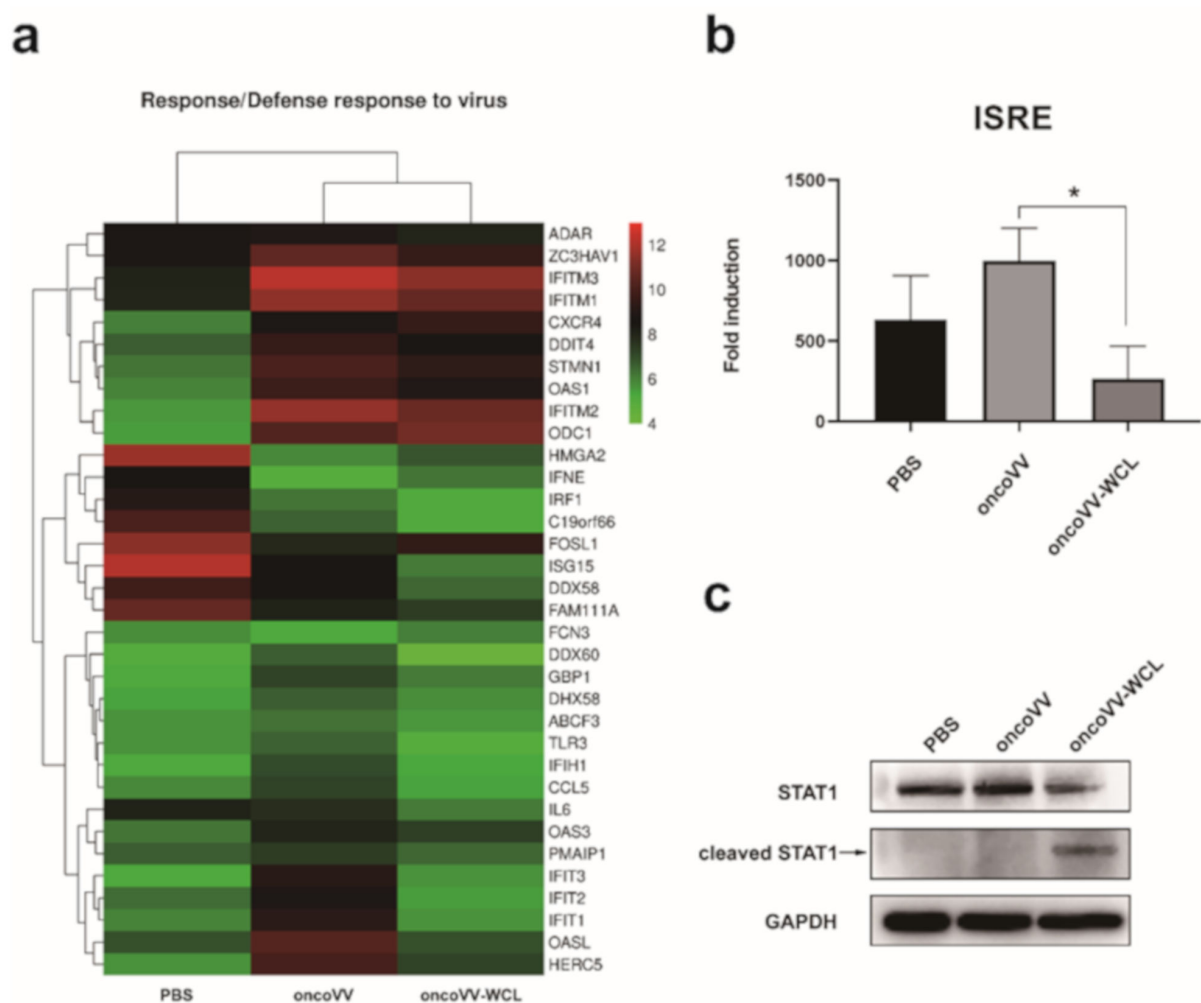 a
Response/Defense response to virus
ADAR
ZC3HAV1
IFITM3
IFITM1
CXCR4
DDIT4
STMN1
OAS1
IFITM2
ODC1
HMGA2
IFNE
IRF1
C19orf66
FOSL1
ISG15
DDX58
FAM111A
FCN3
DDX60
GBP1
DHX58
ABCF3
TLR3
IFIH1
CCL5
IL6
OAS3
PMAIP1
IFIT3
IFIT2
IFIT1
OASL
HERC5
PBS oncoVV oncoVV-WCL
12
10
8
6
4
b
ISRE
Fold induction
1500
1000
500
0
*
PBS oncoVV oncoVV-WCL
c
PBS oncoVV oncoVV-WCL
STAT1
cleaved STAT1
GAPDH